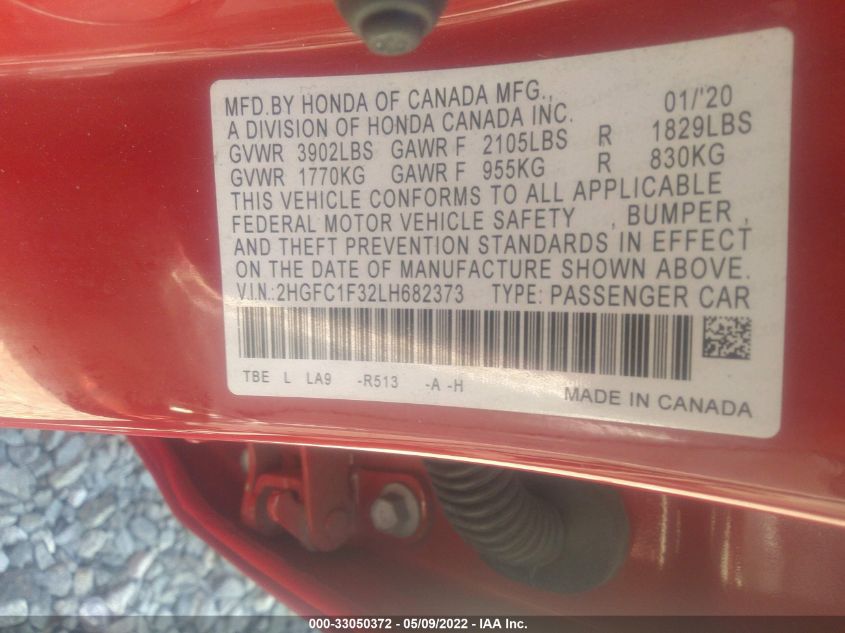 MFD.BY HONDA OF CANADA MFG., 01/'20
A DIVISION OF HONDA CANADA INC.
GVWR 3902LBS GAWR F 2105LBS R 1829LBS
GVWR 1770KG GAWR F 955KG R 830KG
THIS VEHICLE CONFORMS TO ALL APPLICABLE
FEDERAL MOTOR VEHICLE SAFETY , BUMPER ,
AND THEFT PREVENTION STANDARDS IN EFFECT
ON THE DATE OF MANUFACTURE SHOWN ABOVE.
V.I.N.:2HGFC1F32LH682373 TYPE: PASSENGER CAR
TBE L LA9 -R513 -A -H
MADE IN CANADA
000-33050372 - 05/09/2022 - IAA Inc.